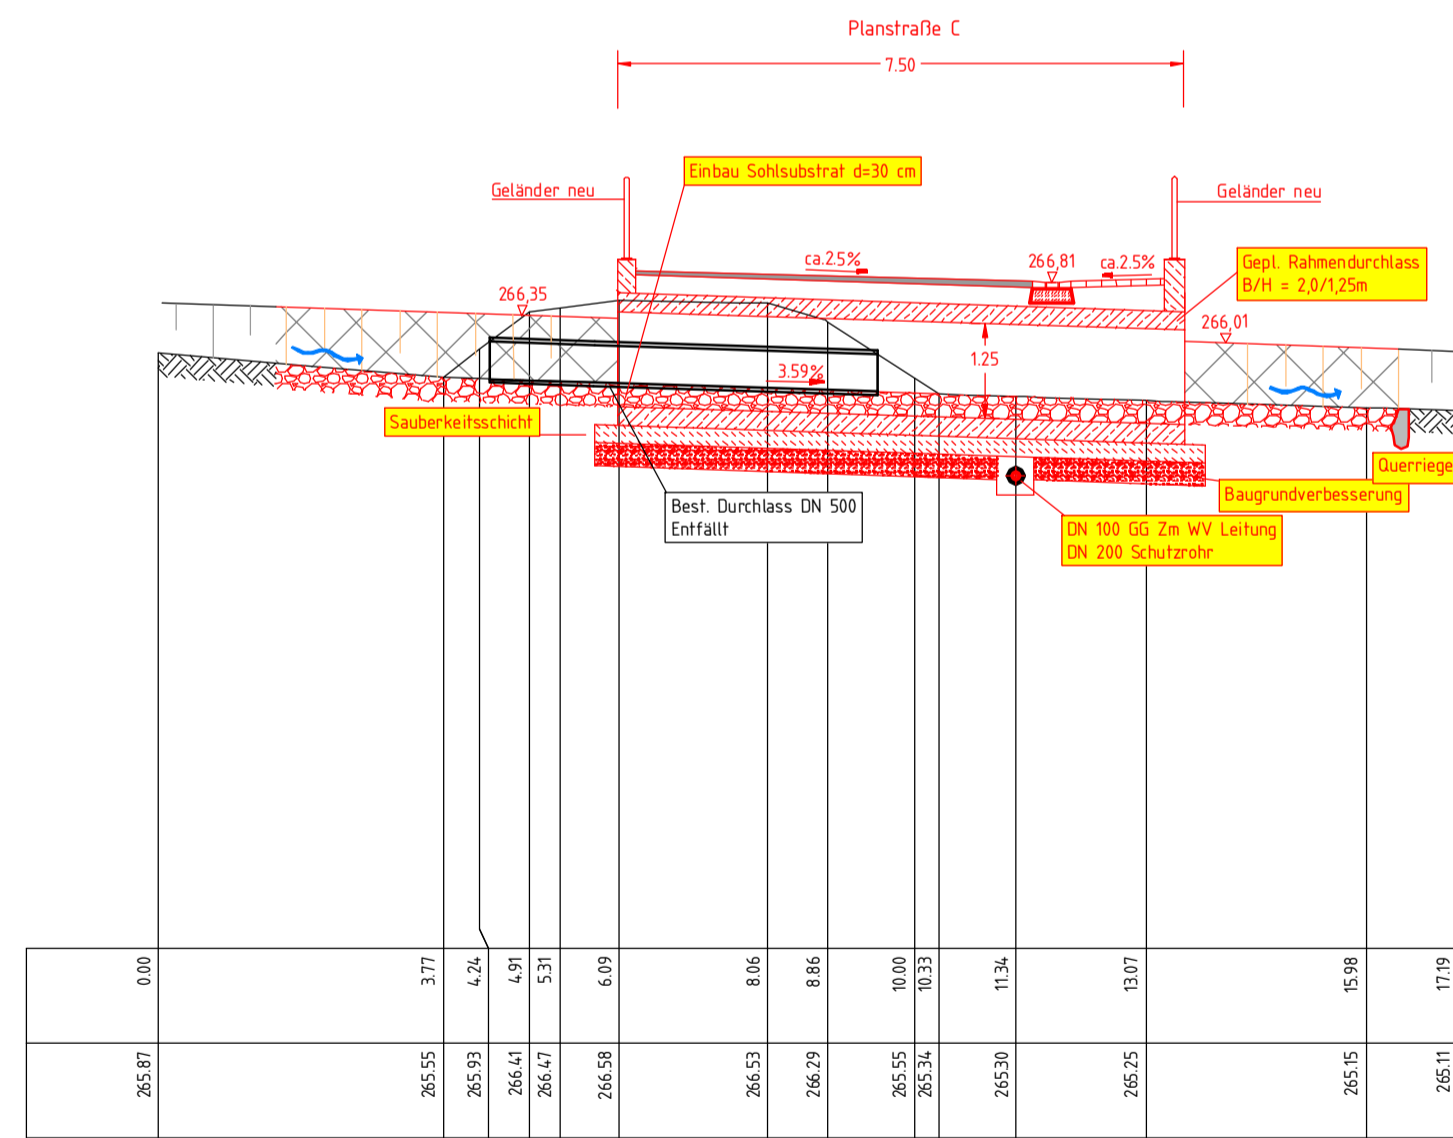 Planstraße C
7.50
Einbau Sohlsubstrat d=30 cm
Geländer neu
Geländer neu
ca.2.5%
266,81
ca.2.5%
Gepl. Rahmendurchlass
B/H = 2,0/1,25m
266,35
266,01
1.25
3.59%
Sauberkeitsschicht
Querriege
Baugrundverbesserung
Best. Durchlass DN 500
Entfällt
DN 100 GG Zm WV Leitung
DN 200 Schutzrohr
0.00
3.77
4.24
4.91
5.31
6.09
8.06
8.86
10.00
10.33
11.34
13.07
15.98
17.19
265.87
265.55
265.93
266.41
266.47
266.58
266.53
266.29
265.55
265.34
265.30
265.25
265.15
265.11